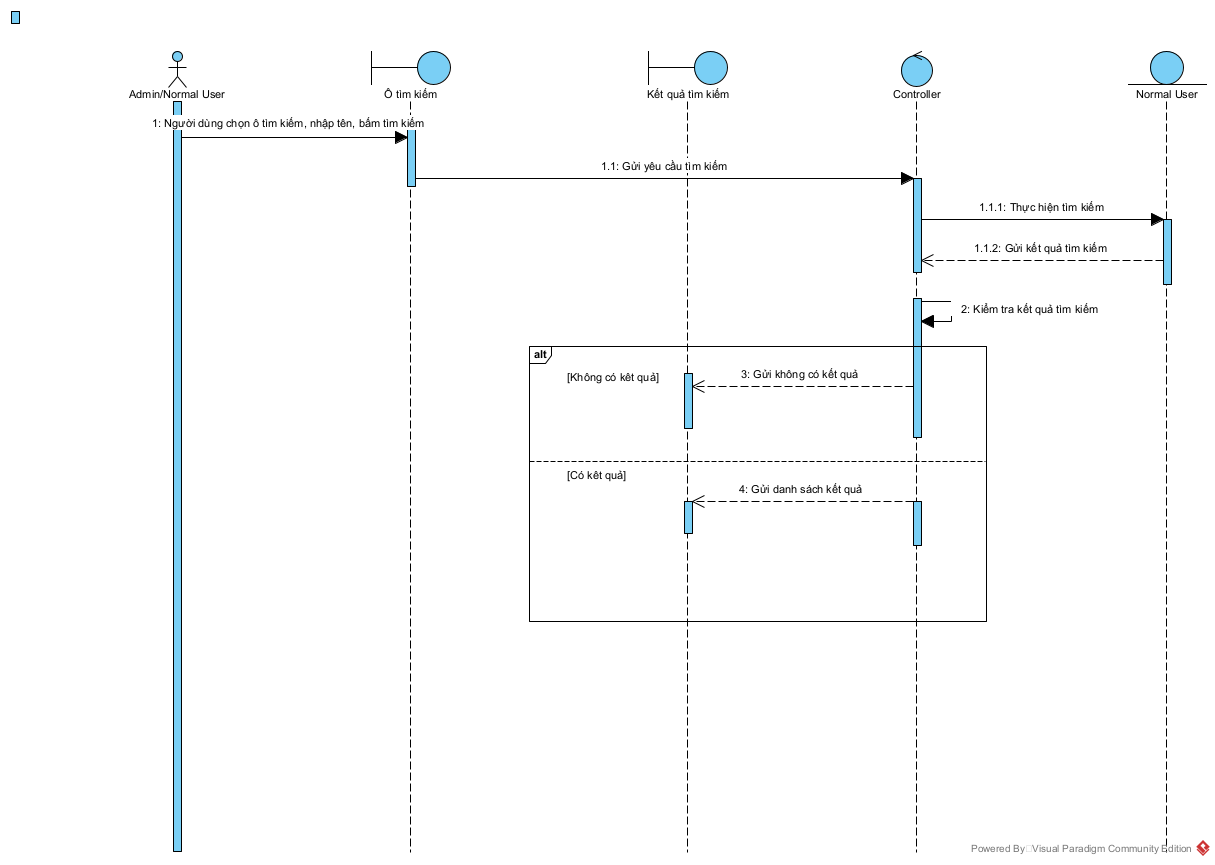 Admin/Normal User
Ô tìm kiếm
Kết quả tìm kiếm
Controller
Normal User
1: Người dùng chọn ô tìm kiếm, nhập tên, bấm tìm kiếm
1.1: Gửi yêu cầu tìm kiếm
1.1.1: Thực hiện tìm kiếm
1.1.2: Gửi kết quả tìm kiếm
2: Kiểm tra kết quả tìm kiếm
alt
[Không có kêt quả]
3: Gửi không có kết quả
[Có kêt quả]
4: Gửi danh sách kết quả
Powered By Visual Paradigm Community Edition